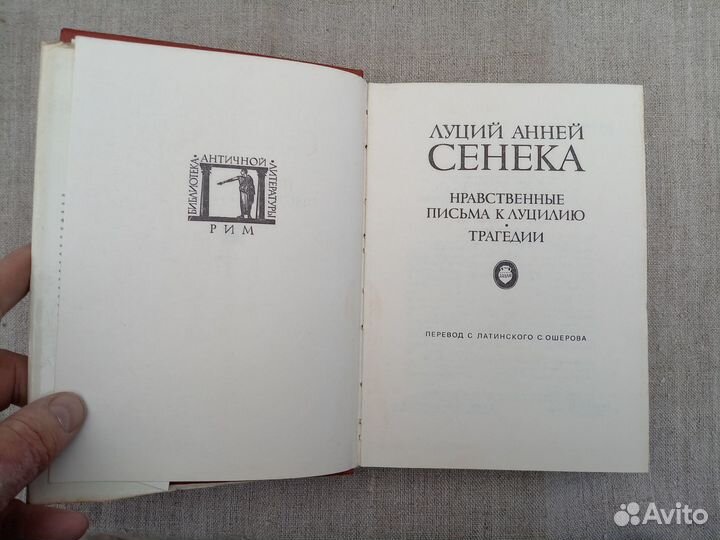 БИБЛИОТЕКА • АНТИЧНОЙ • ЛИТЕРАТУРЫ
РИМ
ЛУЦИЙ АННЕЙ
СЕНЕКА
НРАВСТВЕННЫЕ
ПИСЬМА К ЛУЦИЛИЮ
•
ТРАГЕДИИ
ПЕРЕВОД С ЛАТИНСКОГО С. ОШЕРОВА
Avito